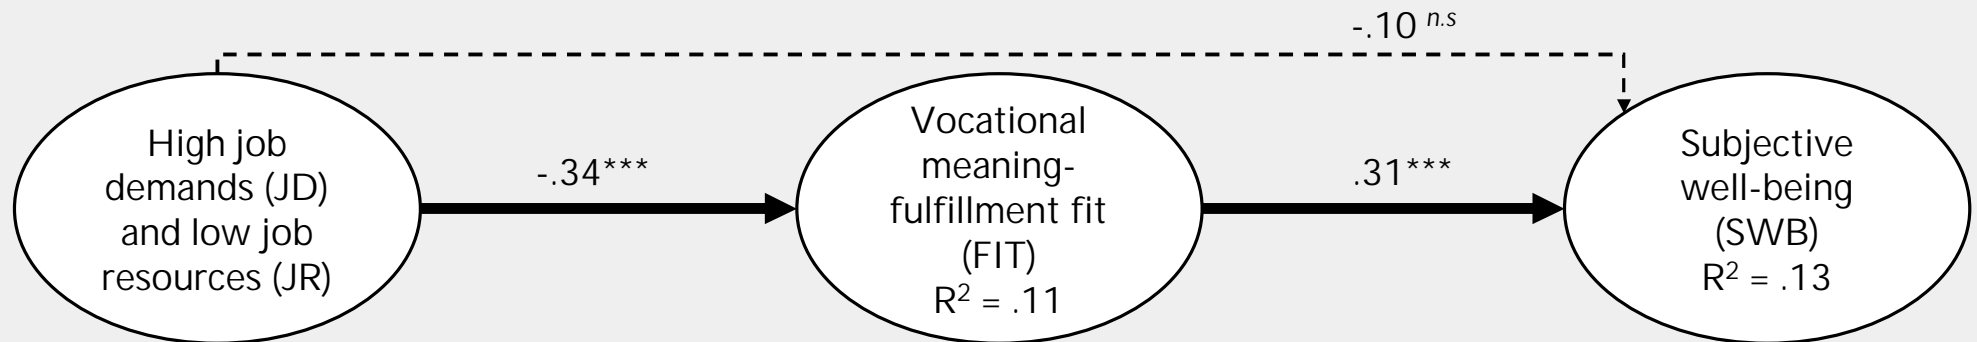 -.10 n.s
High job
demands (JD)
and low job
resources (JR)
-.34***
Vocational
meaning-
fulfillment fit
(FIT)
R² = .11
.31***
Subjective
well-being
(SWB)
R² = .13